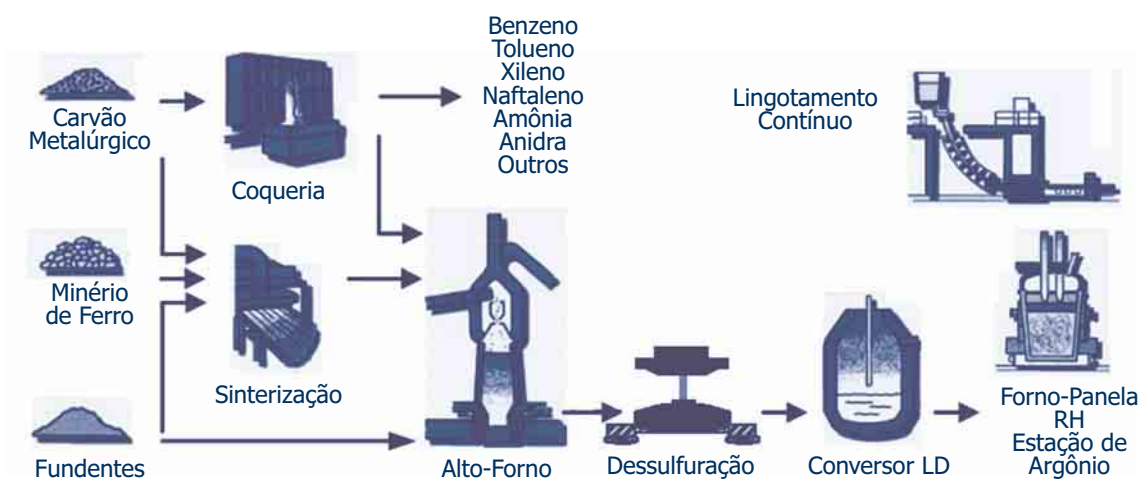 Carvão
Metalúrgico
Coqueria
Benzeno
Tolueno
Xileno
Naftaleno
Amônia
Anidra
Outros
Lingotamento
Contínuo
Minério
de Ferro
Sinterização
Fundentes
Alto-Forno
Dessulfuração
Conversor LD
Forno-Panela
RH
Estação de
Argônio